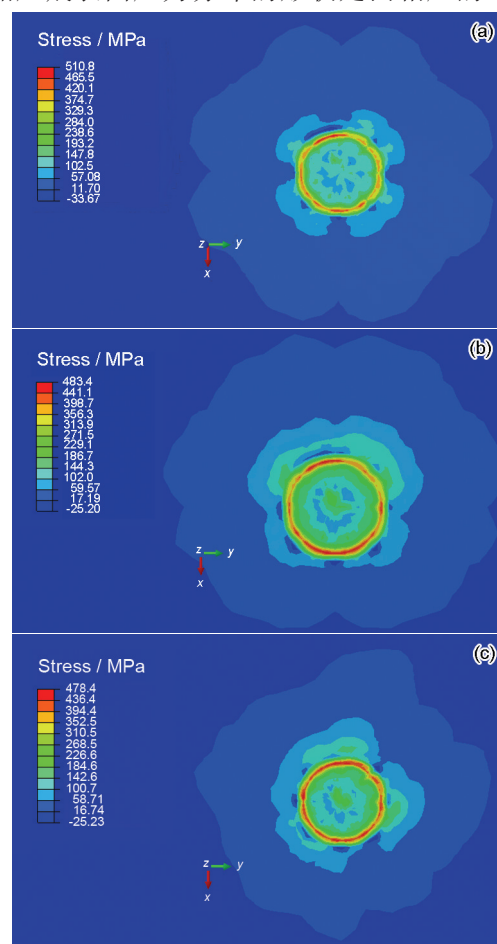 (a)
Stress / MPa
510.8
465.5
420.1
374.7
329.3
284.0
238.6
193.2
147.8
102.5
57.08
11.70
-33.67
z
y
x
(b)
Stress / MPa
483.4
441.1
398.7
356.3
313.9
271.5
229.1
186.7
144.3
102.0
59.57
17.19
-25.20
z
y
x
(c)
Stress / MPa
478.4
436.4
394.4
352.5
310.5
268.5
226.6
184.6
142.6
100.7
58.71
16.74
-25.23
z
y
x